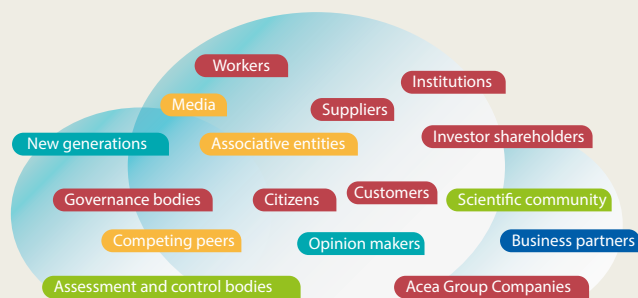 Workers
Institutions
Media
Suppliers
Investor shareholders
New generations
Associative entities
Governance bodies
Citizens
Customers
Scientific community
Competing peers
Opinion makers
Business partners
Assessment and control bodies
Acea Group Companies